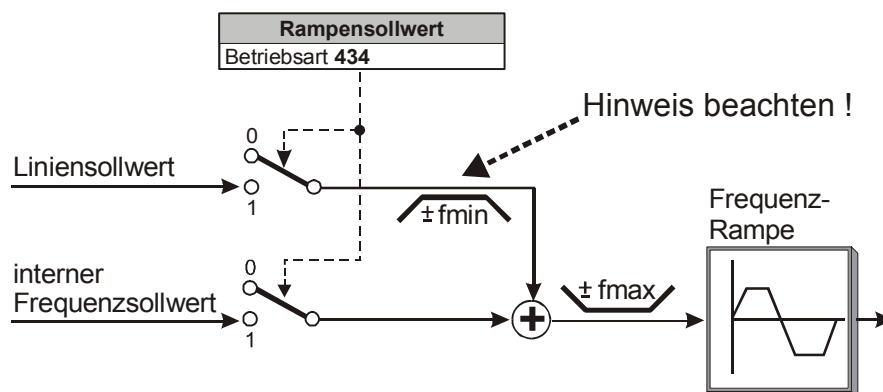 Rampensollwert
Betriebsart 434
Hinweis beachten !
0
Liniensollwert
1
± fmin
Frequenz-
Rampe
interner
Frequenzsollwert
0
1
± fmax
+